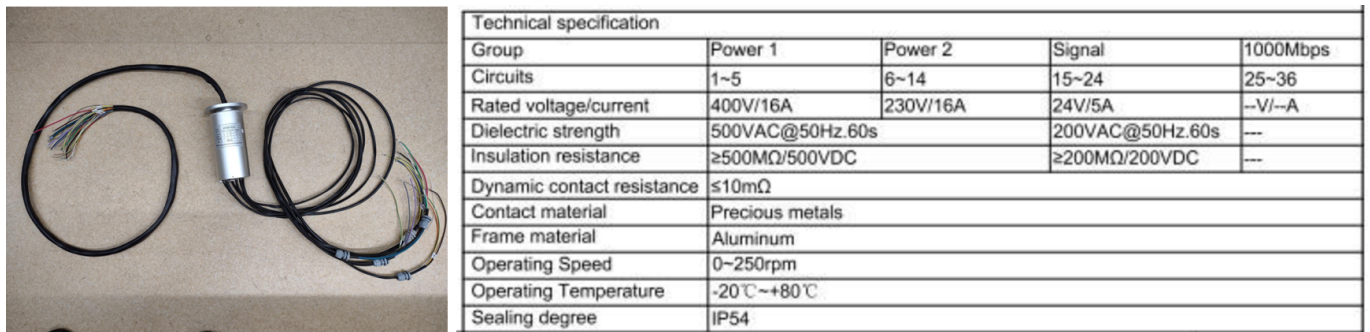 Technical specification
Group Power 1 Power 2 Signal 1000Mbps
Circuits 1~5 6~14 15~24 25~36
Rated voltage/current 400V/16A 230V/16A 24V/5A --V/--A
Dielectric strength 500VAC@50Hz.60s 200VAC@50Hz.60s ---
Insulation resistance ≥500MΩ/500VDC ≥200MΩ/200VDC ---
Dynamic contact resistance ≤10mΩ
Contact material Precious metals
Frame material Aluminum
Operating Speed 0~250rpm
Operating Temperature -20℃~+80℃
Sealing degree IP54